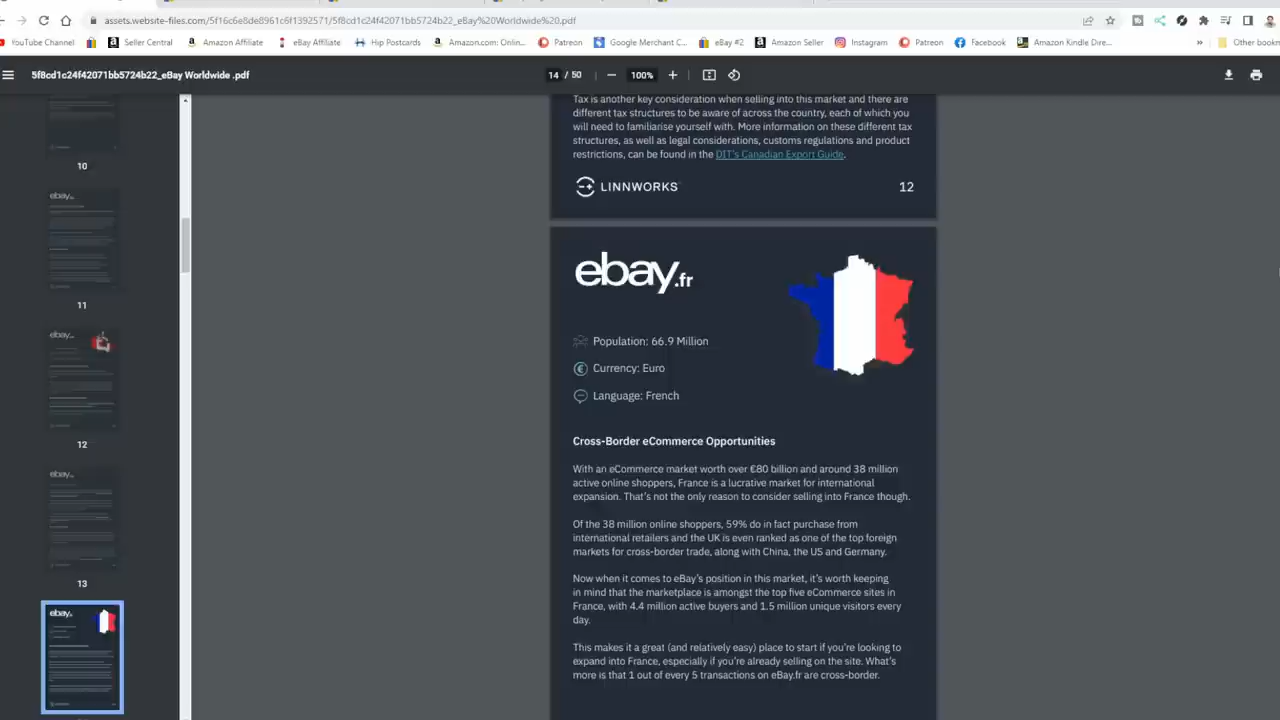 assets.website-files.com/5f16c6e8de8961c6f1392571/5f8cd1c24f42071bb5724b22_eBay%20Worldwide%20.pdf
YouTube Channel Seller Central Amazon Affiliate eBay Affiliate Hip Postcards Amazon.com: Onlin... Patreon Google Merchant C... eBay #2 Amazon Seller Instagram Patreon Facebook Amazon Kindle Dire... » Other bookm
5f8cd1c24f42071bb5724b22_eBay Worldwide .pdf 14 / 50 — 100% +
10
ebay
11
ebay
12
ebay
13
ebay
Tax is another key consideration when selling into this market and there are
different tax structures to be aware of across the country, each of which you
will need to familiarise yourself with. More information on these different tax
structures, as well as legal considerations, customs regulations and product
restrictions, can be found in the DIT's Canadian Export Guide.
LINNWORKS 12
ebay.fr
Population: 66.9 Million
Currency: Euro
Language: French
Cross-Border eCommerce Opportunities
With an eCommerce market worth over €80 billion and around 38 million
active online shoppers, France is a lucrative market for international
expansion. That's not the only reason to consider selling into France though.
Of the 38 million online shoppers, 59% do in fact purchase from
international retailers and the UK is even ranked as one of the top foreign
markets for cross-border trade, along with China, the US and Germany.
Now when it comes to eBay's position in this market, it's worth keeping
in mind that the marketplace is amongst the top five eCommerce sites in
France, with 4.4 million active buyers and 1.5 million unique visitors every
day.
This makes it a great (and relatively easy) place to start if you're looking to
expand into France, especially if you're already selling on the site. What's
more is that 1 out of every 5 transactions on eBay.fr are cross-border.